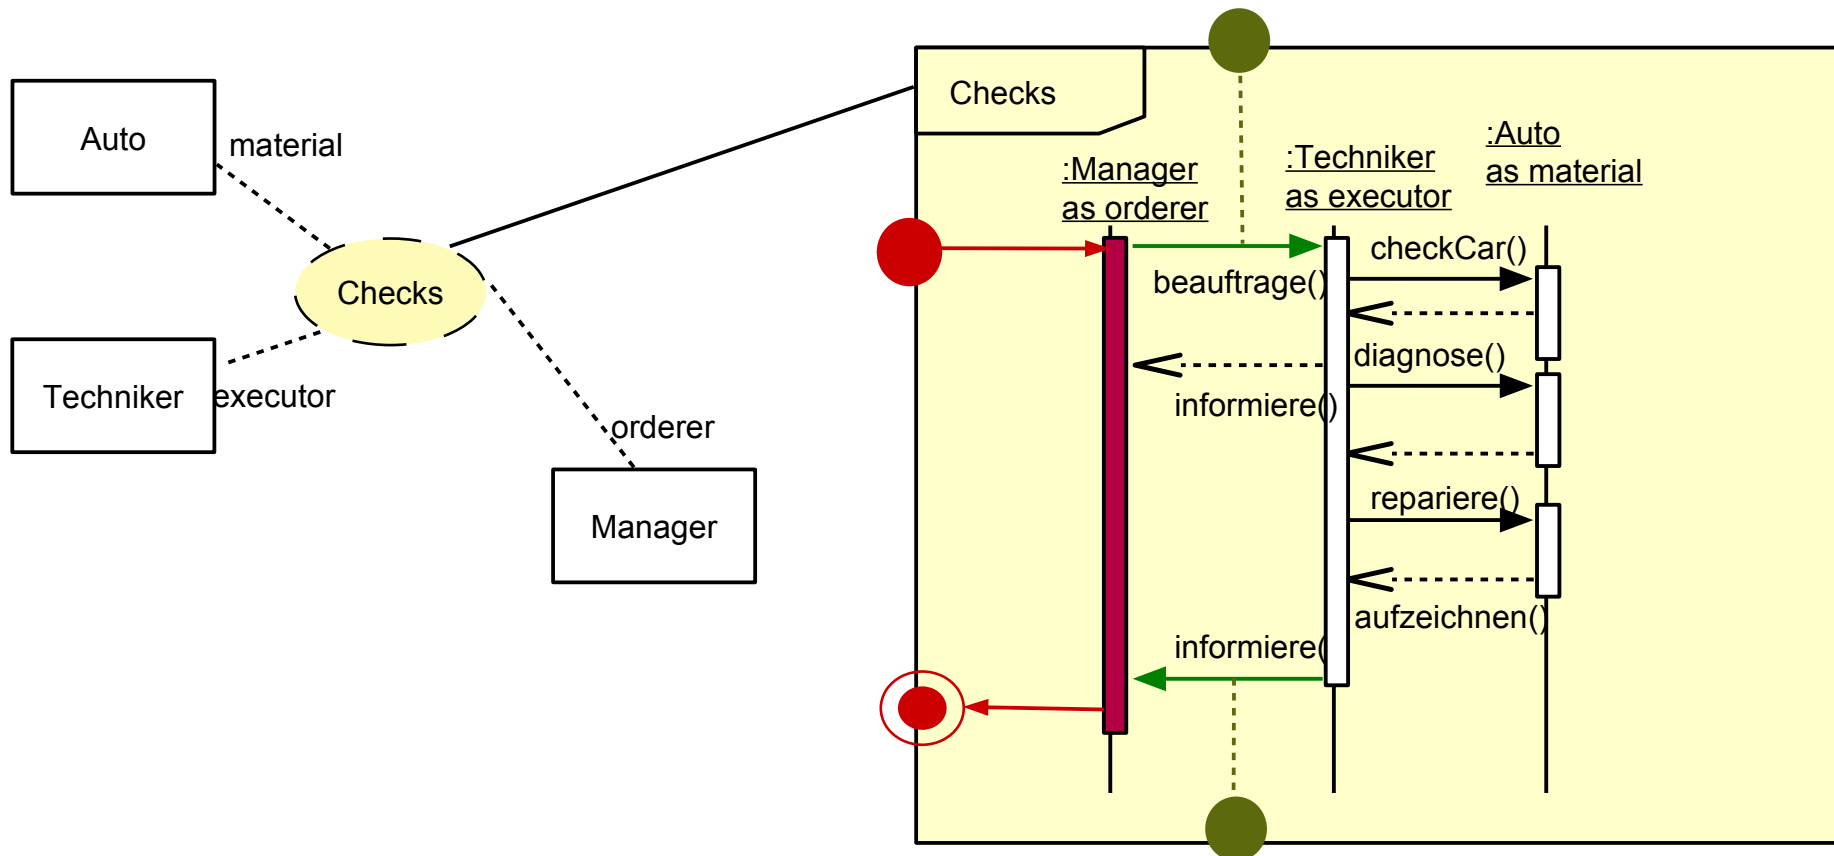 Auto
material
Checks
Techniker
executor
orderer
Manager
Checks
:Manager
as orderer
:Techniker
as executor
:Auto
as material
checkCar()
beauftrage()
diagnose()
informiere()
repariere()
aufzeichnen()
informiere(